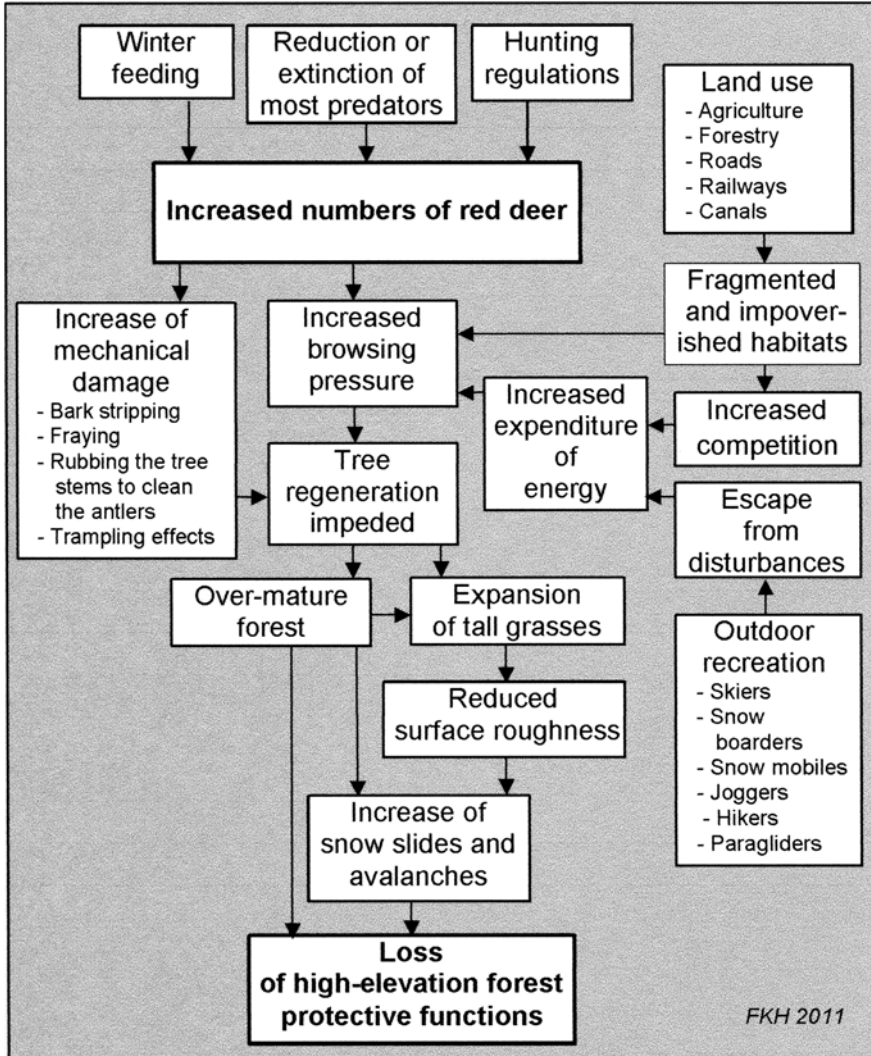 Winter
feeding
Reduction or
extinction of
most predators
Hunting
regulations
Land use
- Agriculture
- Forestry
- Roads
- Railways
- Canals
Increased numbers of red deer
Fragmented
and impover-
ished habitats
Increase of
mechanical
damage
- Bark stripping
- Fraying
- Rubbing the tree
stems to clean
the antlers
- Trampling effects
Increased
browsing
pressure
Increased
expenditure
of
energy
Increased
competition
Tree
regeneration
impeded
Escape
from
disturbances
Over-mature
forest
Expansion
of tall grasses
Outdoor
recreation
- Skiers
- Snow
boarders
- Snow mobiles
- Joggers
- Hikers
- Paragliders
Reduced
surface roughness
Increase of
snow slides and
avalanches
Loss
of high-elevation forest
protective functions
FKH 2011